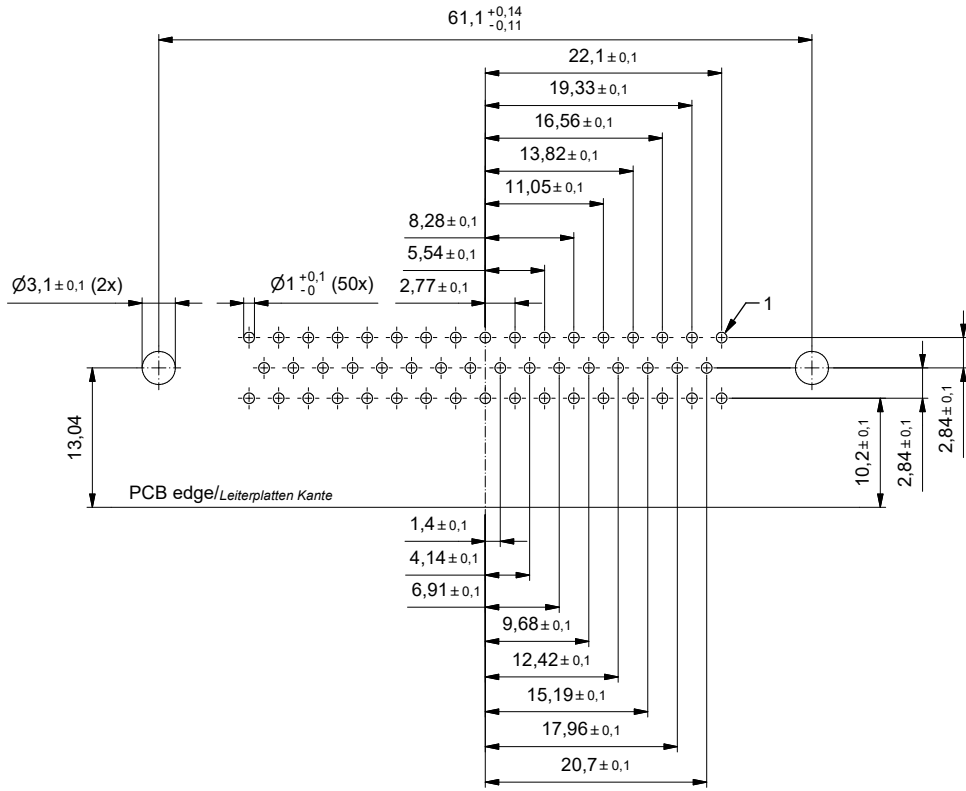 61,1 +0,14 -0,11
22,1 ± 0,1
19,33 ± 0,1
16,56 ± 0,1
13,82 ± 0,1
11,05 ± 0,1
8,28 ± 0,1
5,54 ± 0,1
Ø3,1 ± 0,1 (2x)
Ø1 +0,1 -0 (50x)
2,77 ± 0,1
1
13,04
10,2 ± 0,1
2,84 ± 0,1
2,84 ± 0,1
PCB edge/Leiterplatten Kante
1,4 ± 0,1
4,14 ± 0,1
6,91 ± 0,1
9,68 ± 0,1
12,42 ± 0,1
15,19 ± 0,1
17,96 ± 0,1
20,7 ± 0,1